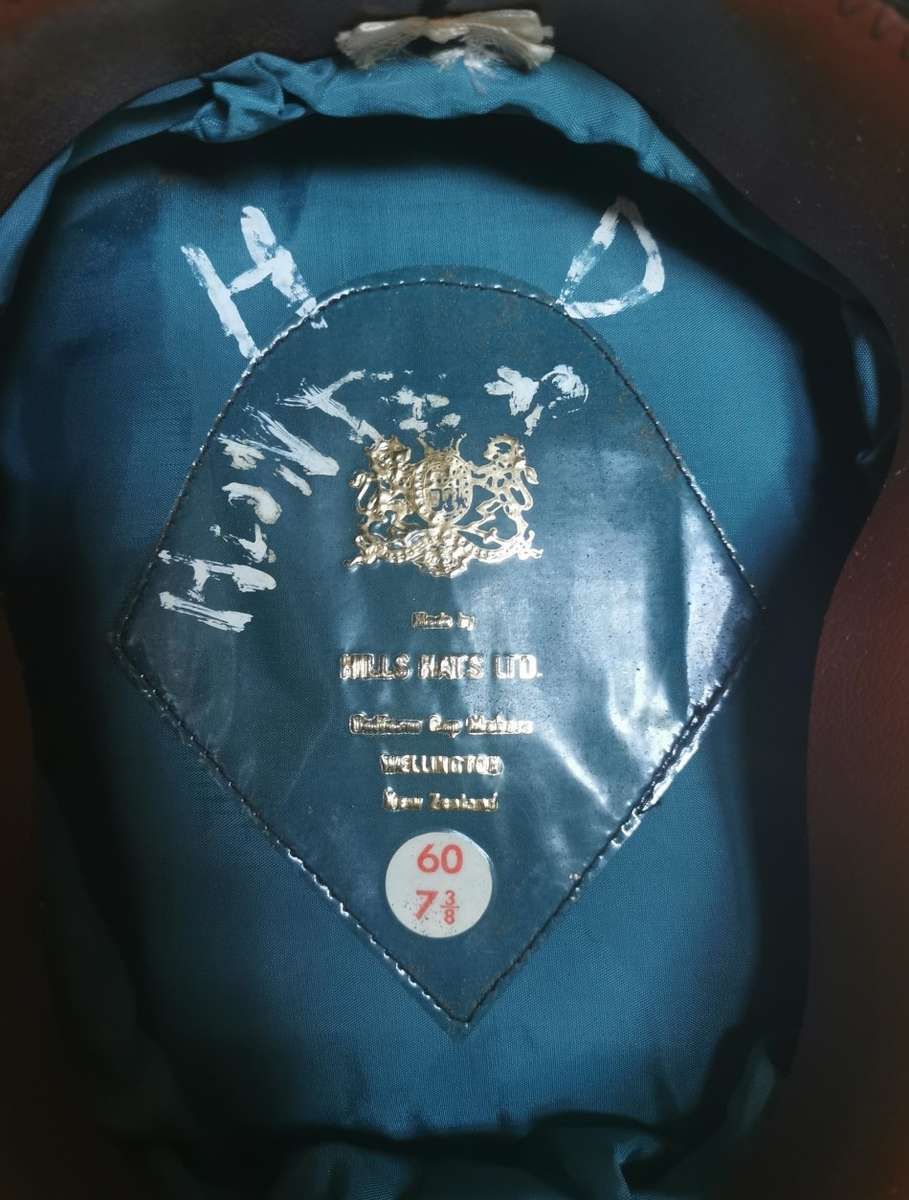 H D
Made by
HILLS HATS LTD.
Uniform Cap Makers
WELLINGTON
New Zealand
60
7 3/8